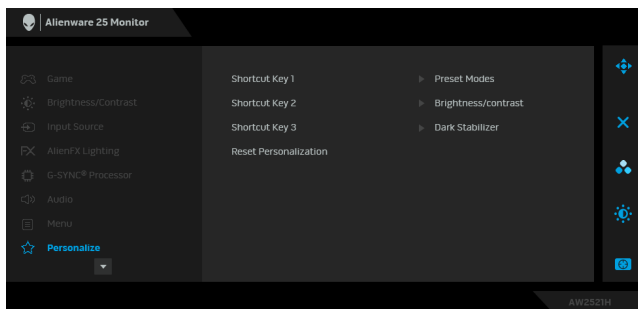 Alienware 25 Monitor
Game
Brightness/Contrast
Input Source
FX AlienFX Lighting
G-SYNC® Processor
Audio
Menu
Personalize
Shortcut Key 1 Preset Modes
Shortcut Key 2 Brightness/contrast
Shortcut Key 3 Dark Stabilizer
Reset Personalization
AW2521H